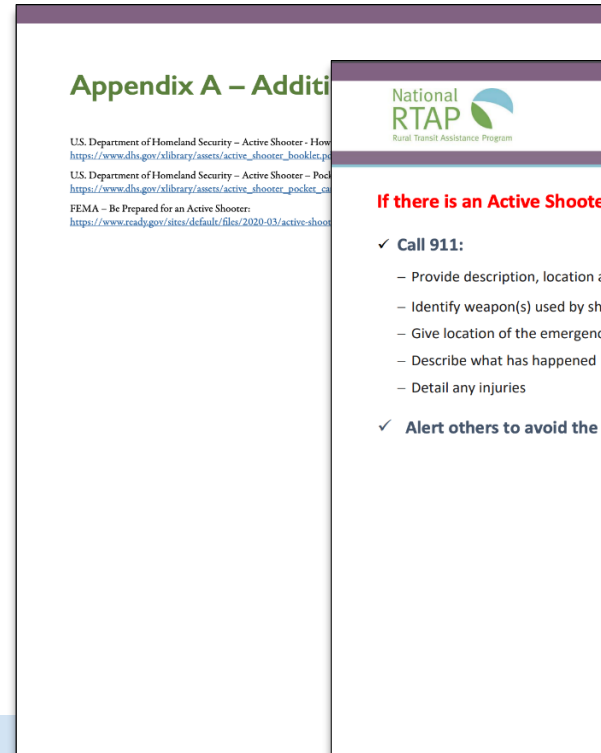 Appendix A – Additi
U.S. Department of Homeland Security – Active Shooter - How
https://www.dhs.gov/xlibrary/assets/active_shooter_booklet.pd
U.S. Department of Homeland Security – Active Shooter – Pock
https://www.dhs.gov/xlibrary/assets/active_shooter_pocket_ca
FEMA – Be Prepared for an Active Shooter:
https://www.ready.gov/sites/default/files/2020-03/active-shoot
National
RTAP
Rural Transit Assistance Program
If there is an Active Shoote
✓ Call 911:
– Provide description, location a
– Identify weapon(s) used by sh
– Give location of the emergenc
– Describe what has happened
– Detail any injuries
✓ Alert others to avoid the